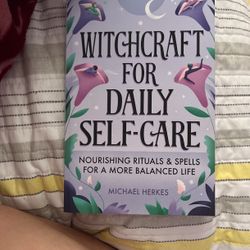 WITCHCRAFT
FOR
DAILY
SELF-CARE
NOURISHING RITUALS & SPELLS
FOR A MORE BALANCED LIFE
MICHAEL HERKES